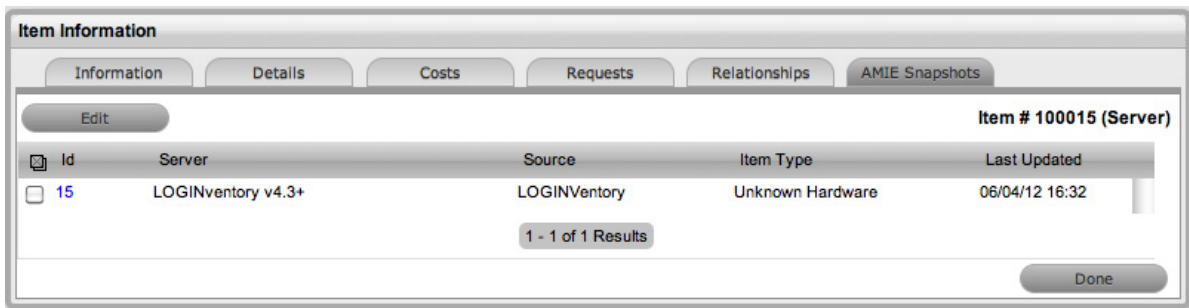 Item Information
Information Details Costs Requests Relationships AMIE Snapshots
Edit Item # 100015 (Server)
Id Server Source Item Type Last Updated
15 LOGINventory v4.3+ LOGINVentory Unknown Hardware 06/04/12 16:32
1 - 1 of 1 Results
Done